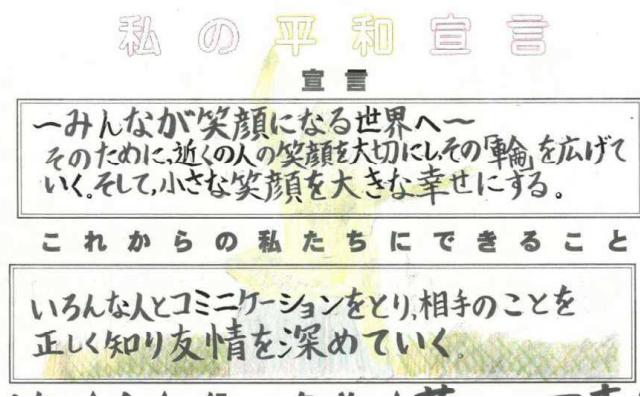 私の平和宣言
宣言
〜みんなが笑顔になる世界へ〜
そのために、近くの人の笑顔を大切にし、その「輪」を広げて
いく。そして、小さな笑顔を大きな幸せにする。
これからの私たちにできること
いろんな人とコミニケーションをとり、相手のことを
正しく知り友情を深めていく。